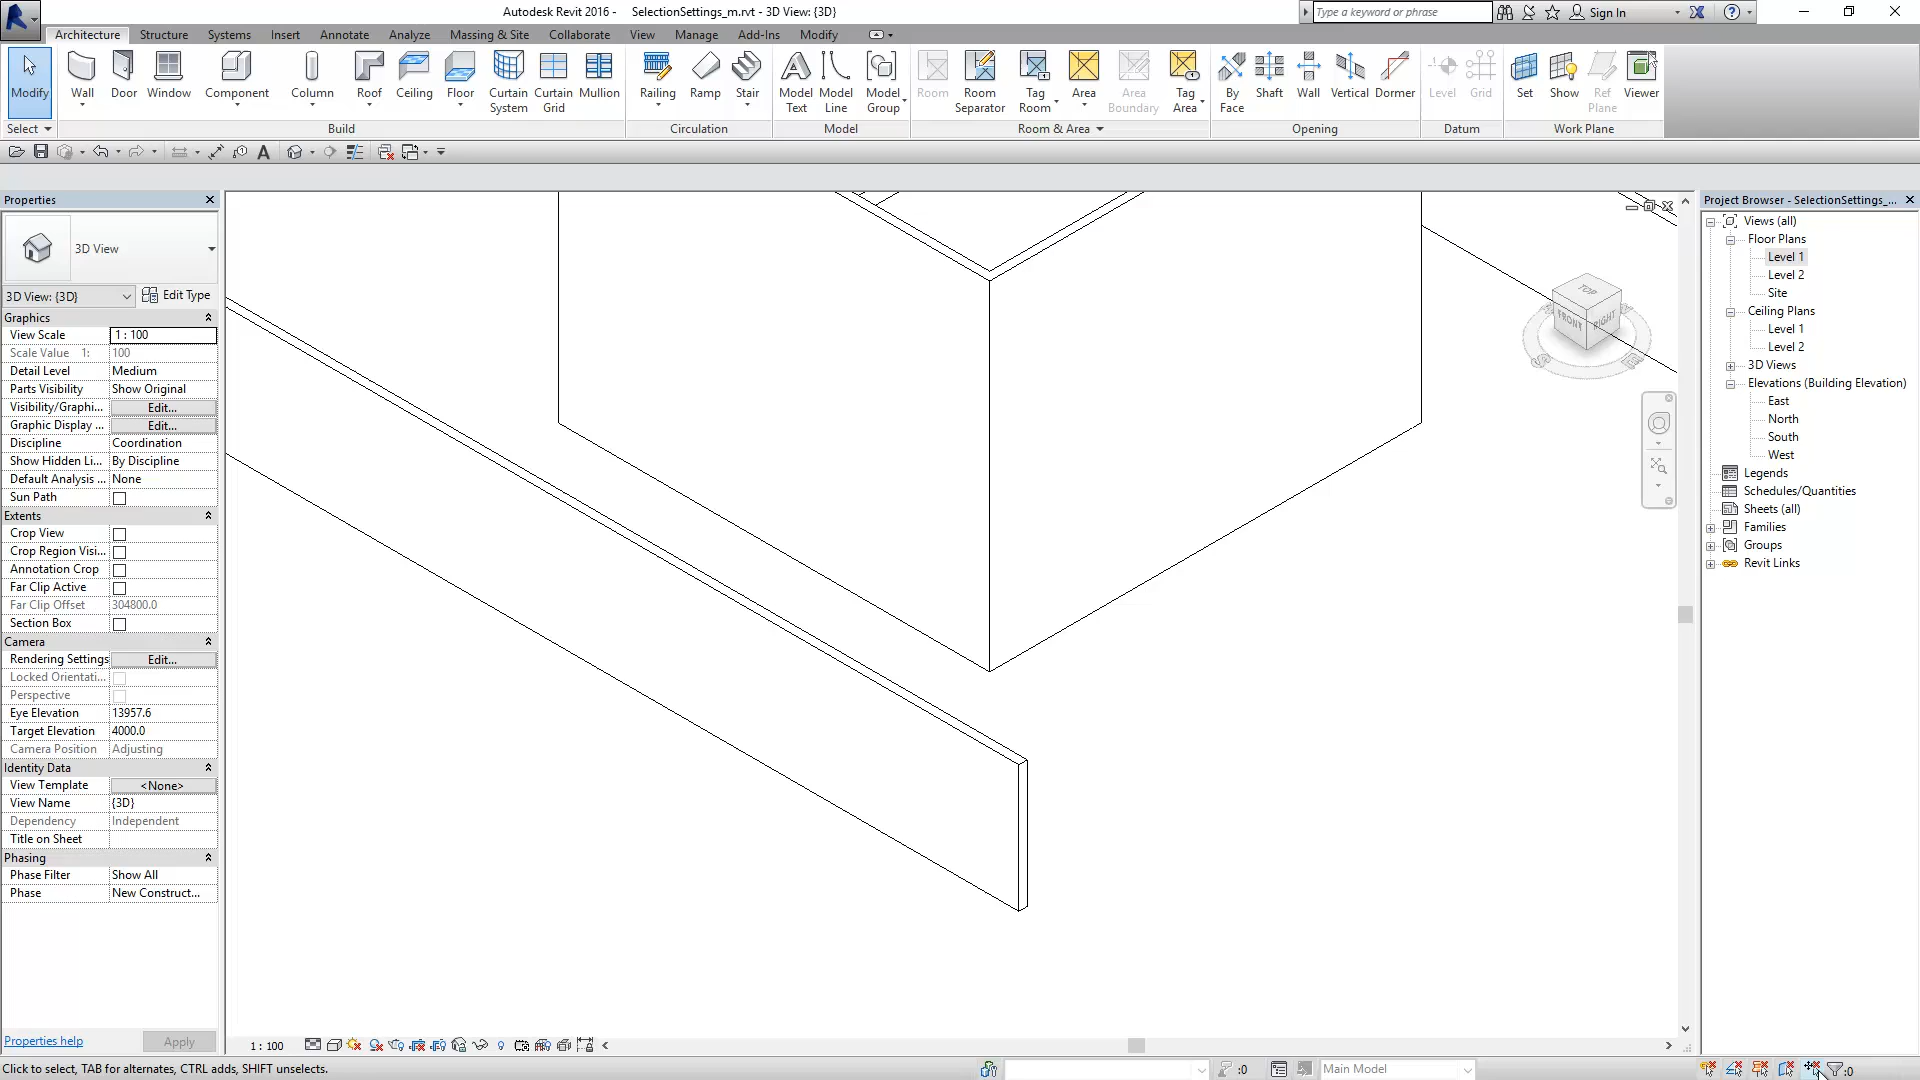 Autodesk Revit 2016 - SelectionSettings_m.rvt - 3D View: {3D}
Type a keyword or phrase
Sign In
Architecture Structure Systems Insert Annotate Analyze Massing & Site Collaborate View Manage Add-Ins Modify
Modify Wall Door Window Component Column Roof Ceiling Floor Curtain System Curtain Grid Mullion Railing Ramp Stair Model Text Model Line Model Group Room Room Separator Tag Room Area Area Boundary Tag Area By Face Shaft Wall Vertical Dormer Level Grid Set Show Ref Plane Viewer
Select Build Circulation Model Room & Area Opening Datum Work Plane
Properties
3D View
3D View: {3D} Edit Type
Graphics
View Scale 1 : 100
Scale Value 1: 100
Detail Level Medium
Parts Visibility Show Original
Visibility/Graphi... Edit...
Graphic Display ... Edit...
Discipline Coordination
Show Hidden Li... By Discipline
Default Analysis ... None
Sun Path
Extents
Crop View
Crop Region Visi...
Annotation Crop
Far Clip Active
Far Clip Offset 304800.0
Section Box
Camera
Rendering Settings Edit...
Locked Orientati...
Perspective
Eye Elevation 13957.6
Target Elevation 4000.0
Camera Position Adjusting
Identity Data
View Template <None>
View Name {3D}
Dependency Independent
Title on Sheet
Phasing
Phase Filter Show All
Phase New Construct...
Properties help Apply
TOP
FRONT RIGHT
S E
1 : 100
Project Browser - SelectionSettings_...
Views (all)
Floor Plans
Level 1
Level 2
Site
Ceiling Plans
Level 1
Level 2
3D Views
Elevations (Building Elevation)
East
North
South
West
Legends
Schedules/Quantities
Sheets (all)
Families
Groups
Revit Links
Click to select, TAB for alternates, CTRL adds, SHIFT unselects.
:0
Main Model
:0